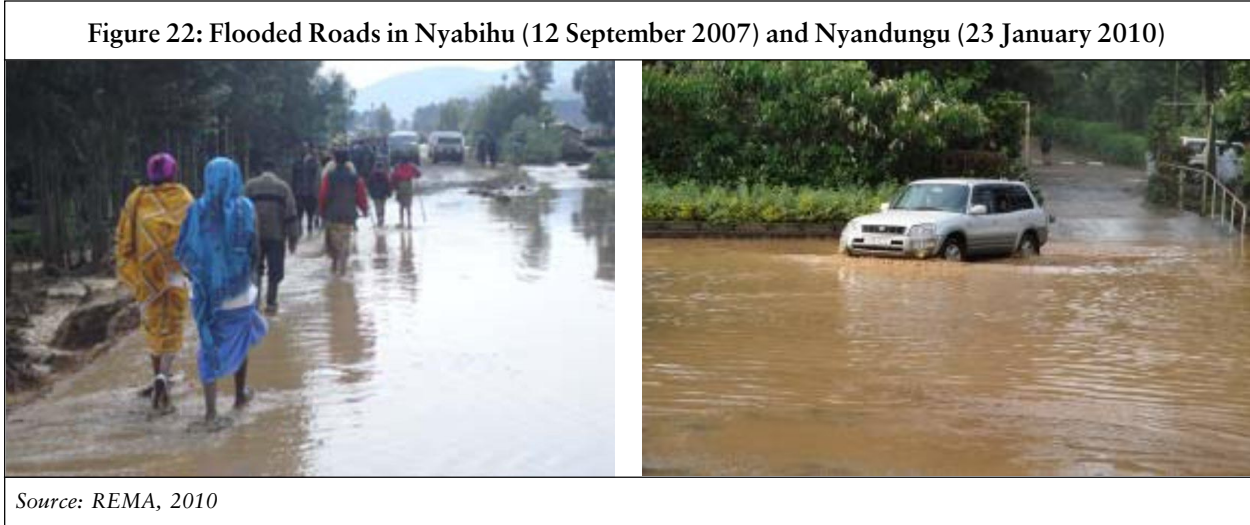 Figure 22: Flooded Roads in Nyabihu (12 September 2007) and Nyandungu (23 January 2010)
Source: REMA, 2010